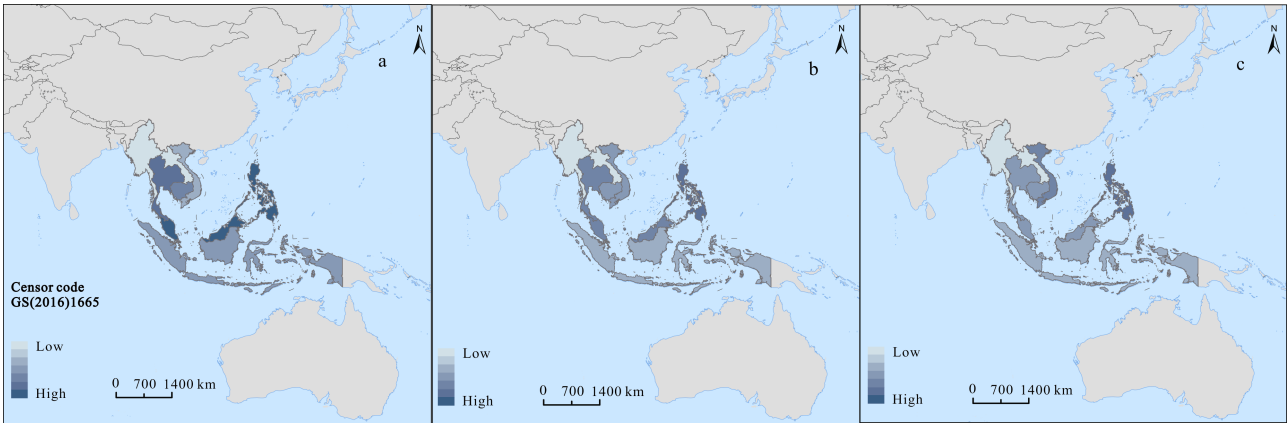 N
a
Censor code
GS(2016)1665
Low
High
0 700 1400 km
N
b
Low
High
0 700 1400 km
N
c
Low
High
0 700 1400 km